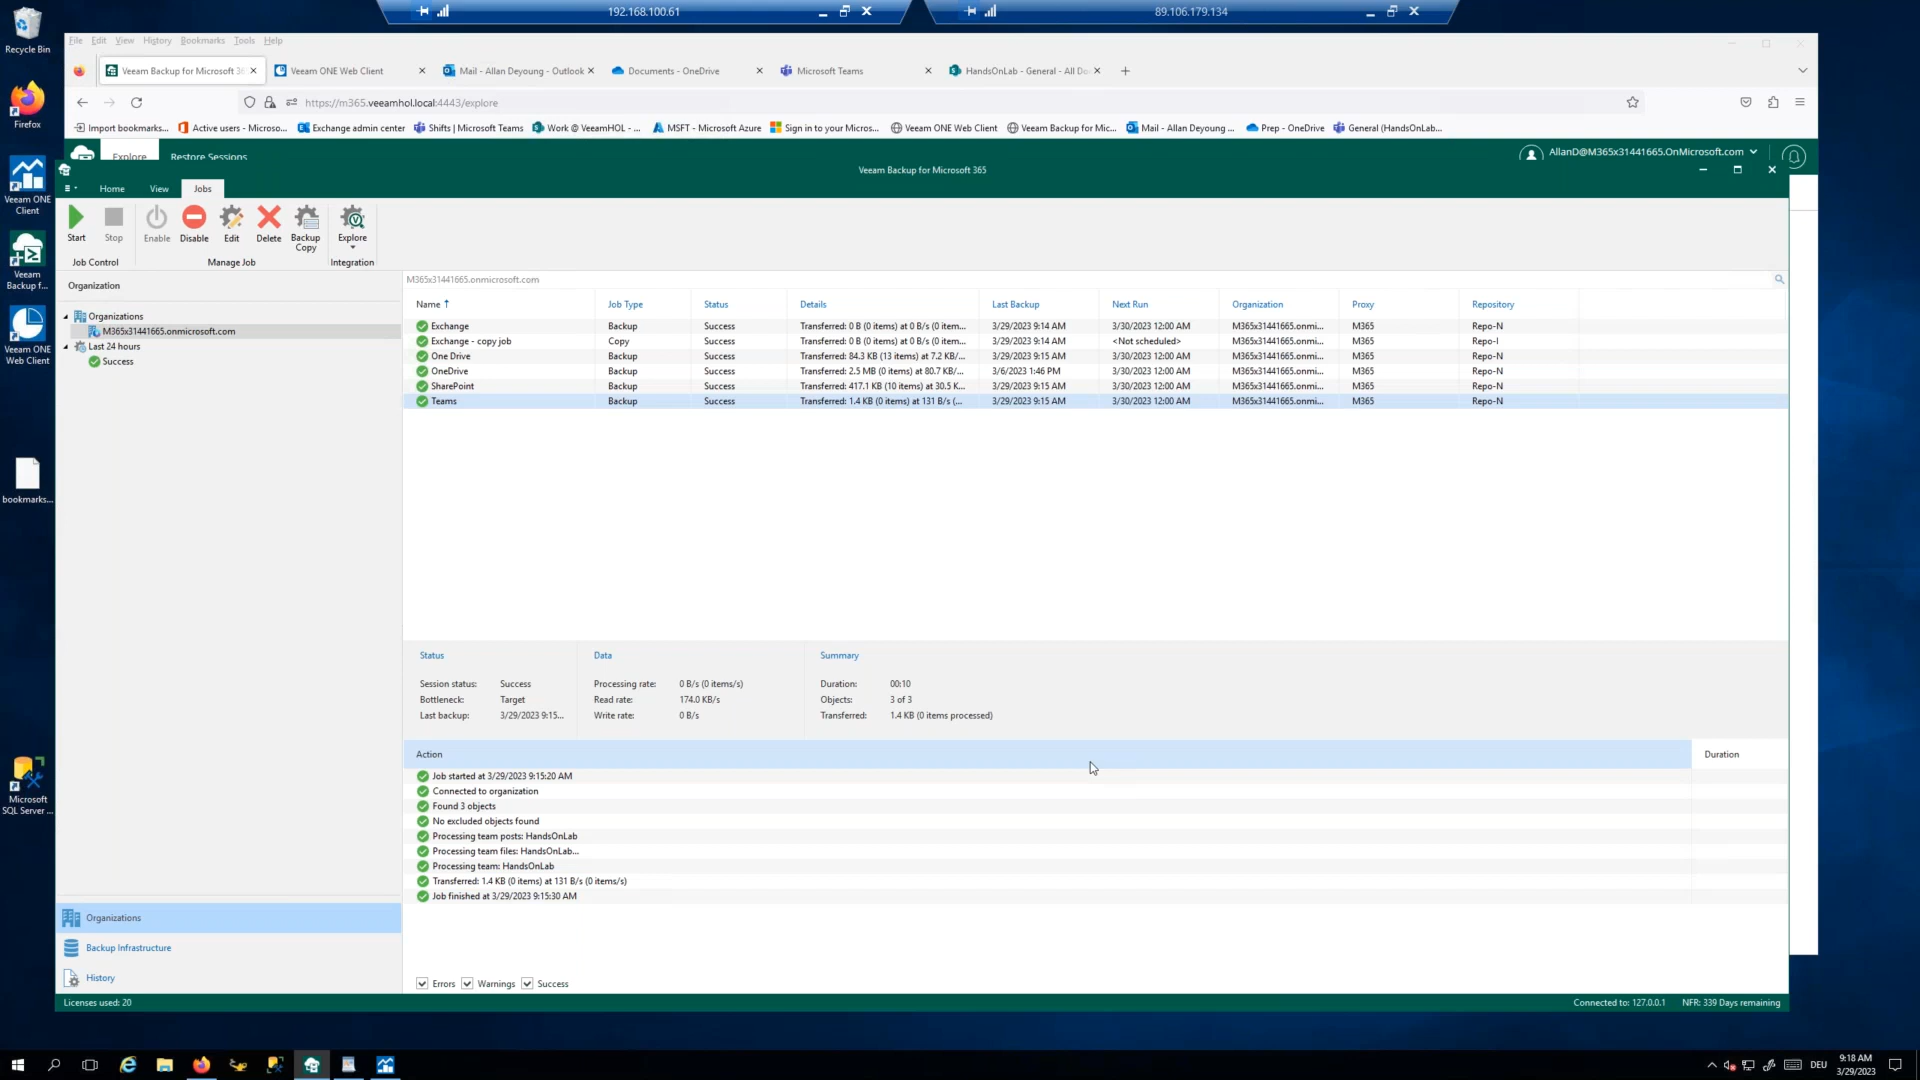 192.168.100.61
89.106.179.134
Recycle Bin
File Edit View History Bookmarks Tools Help
Veeam Backup for Microsoft 3
Veeam ONE Web Client
Mail - Allan Deyoung - Outlook
Documents - OneDrive
Microsoft Teams
HandsOnLab - General - All Do
https://m365.veeamhol.local:4443/explore
Firefox
Import bookmarks...
Active users - Microso...
Exchange admin center
Shifts | Microsoft Teams
Work @ VeeamHOL - ...
MSFT - Microsoft Azure
Sign in to your Micros...
Veeam ONE Web Client
Veeam Backup for Mic...
Mail - Allan Deyoung ...
Prep - OneDrive
General (HandsOnLab...
Explore
Restore Sessions
AllanD@M365x31441665.OnMicrosoft.com
Veeam Backup for Microsoft 365
Home View Jobs
Veeam ONE
Client
Start Stop Enable Disable Edit Delete Backup
Copy Explore
Job Control Manage Job Integration
Veeam
Backup f...
Veeam ONE
Web Client
bookmarks...
Microsoft
SQL Server ...
Organization
Organizations
M365x31441665.onmicrosoft.com
Last 24 hours
Success
M365x31441665.onmicrosoft.com
Name Job Type Status Details Last Backup Next Run Organization Proxy Repository
Exchange Backup Success Transferred: 0 B (0 items) at 0 B/s (0 item... 3/29/2023 9:14 AM 3/30/2023 12:00 AM M365x31441665.onmi... M365 Repo-N
Exchange - copy job Copy Success Transferred: 0 B (0 items) at 0 B/s (0 item... 3/29/2023 9:14 AM <Not scheduled> M365x31441665.onmi... M365 Repo-I
One Drive Backup Success Transferred: 84.3 KB (13 items) at 7.2 KB/... 3/29/2023 9:15 AM 3/30/2023 12:00 AM M365x31441665.onmi... M365 Repo-N
OneDrive Backup Success Transferred: 2.5 MB (0 items) at 80.7 KB/... 3/6/2023 1:46 PM 3/30/2023 12:00 AM M365x31441665.onmi... M365 Repo-N
SharePoint Backup Success Transferred: 417.1 KB (10 items) at 30.5 K... 3/29/2023 9:15 AM 3/30/2023 12:00 AM M365x31441665.onmi... M365 Repo-N
Teams Backup Success Transferred: 1.4 KB (0 items) at 131 B/s (... 3/29/2023 9:15 AM 3/30/2023 12:00 AM M365x31441665.onmi... M365 Repo-N
Status Data Summary
Session status: Success Processing rate: 0 B/s (0 items/s) Duration: 00:10
Bottleneck: Target Read rate: 174.0 KB/s Objects: 3 of 3
Last backup: 3/29/2023 9:15... Write rate: 0 B/s Transferred: 1.4 KB (0 items processed)
Action Duration
Job started at 3/29/2023 9:15:20 AM
Connected to organization
Found 3 objects
No excluded objects found
Processing team posts: HandsOnLab
Processing team files: HandsOnLab...
Processing team: HandsOnLab
Transferred: 1.4 KB (0 items) at 131 B/s (0 items/s)
Job finished at 3/29/2023 9:15:30 AM
Organizations
Backup Infrastructure
History
Errors Warnings Success
Licenses used: 20
Connected to: 127.0.0.1 NFR: 339 Days remaining
DEU
9:18 AM
3/29/2023